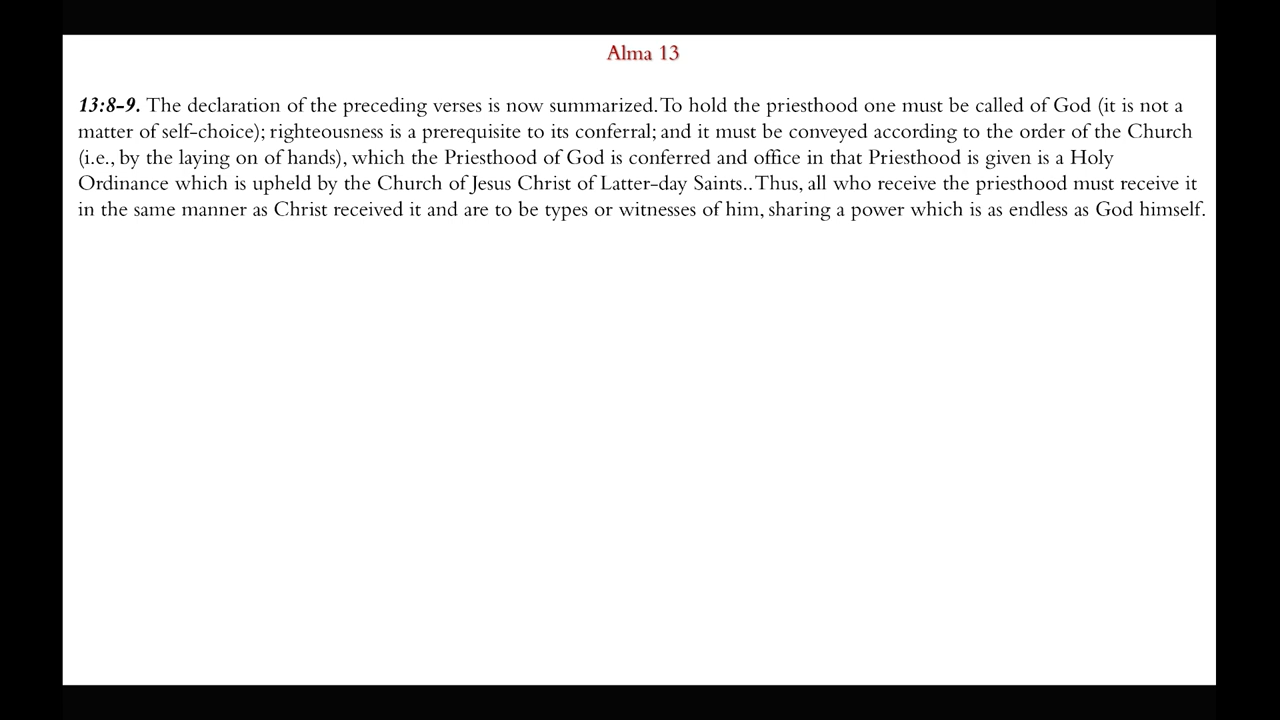 Alma 13
13:8-9. The declaration of the preceding verses is now summarized. To hold the priesthood one must be called of God (it is not a
matter of self-choice); righteousness is a prerequisite to its conferral; and it must be conveyed according to the order of the Church
(i.e., by the laying on of hands), which the Priesthood of God is conferred and office in that Priesthood is given is a Holy
Ordinance which is upheld by the Church of Jesus Christ of Latter-day Saints.. Thus, all who receive the priesthood must receive it
in the same manner as Christ received it and are to be types or witnesses of him, sharing a power which is as endless as God himself.